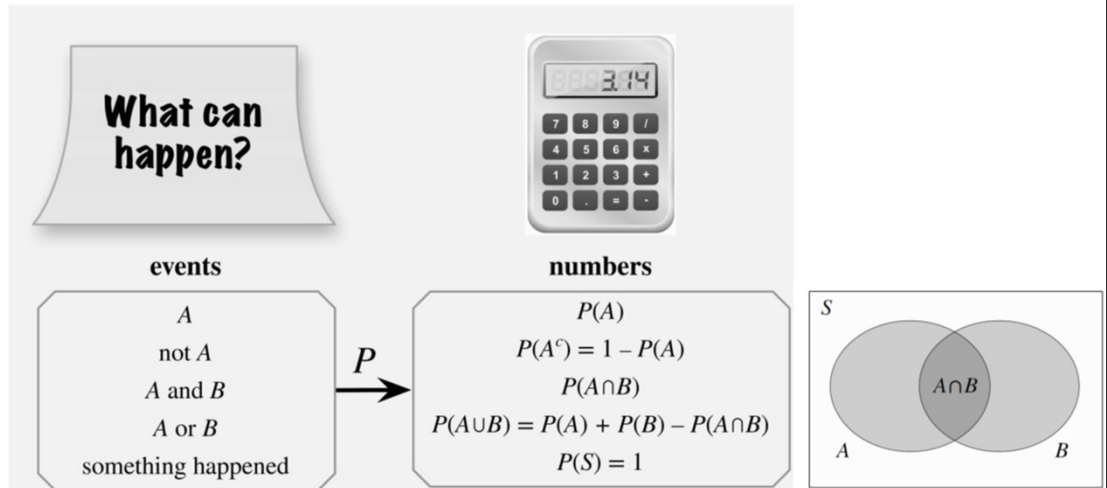 What can
happen?
3.14
7 8 9 /
4 5 6 x
1 2 3 +
0 . = -
events
numbers
A
not A
A and B
A or B
something happened
P
P(A)
P(Aᶜ) = 1 – P(A)
P(A∩B)
P(A∪B) = P(A) + P(B) – P(A∩B)
P(S) = 1
S
A∩B
A
B